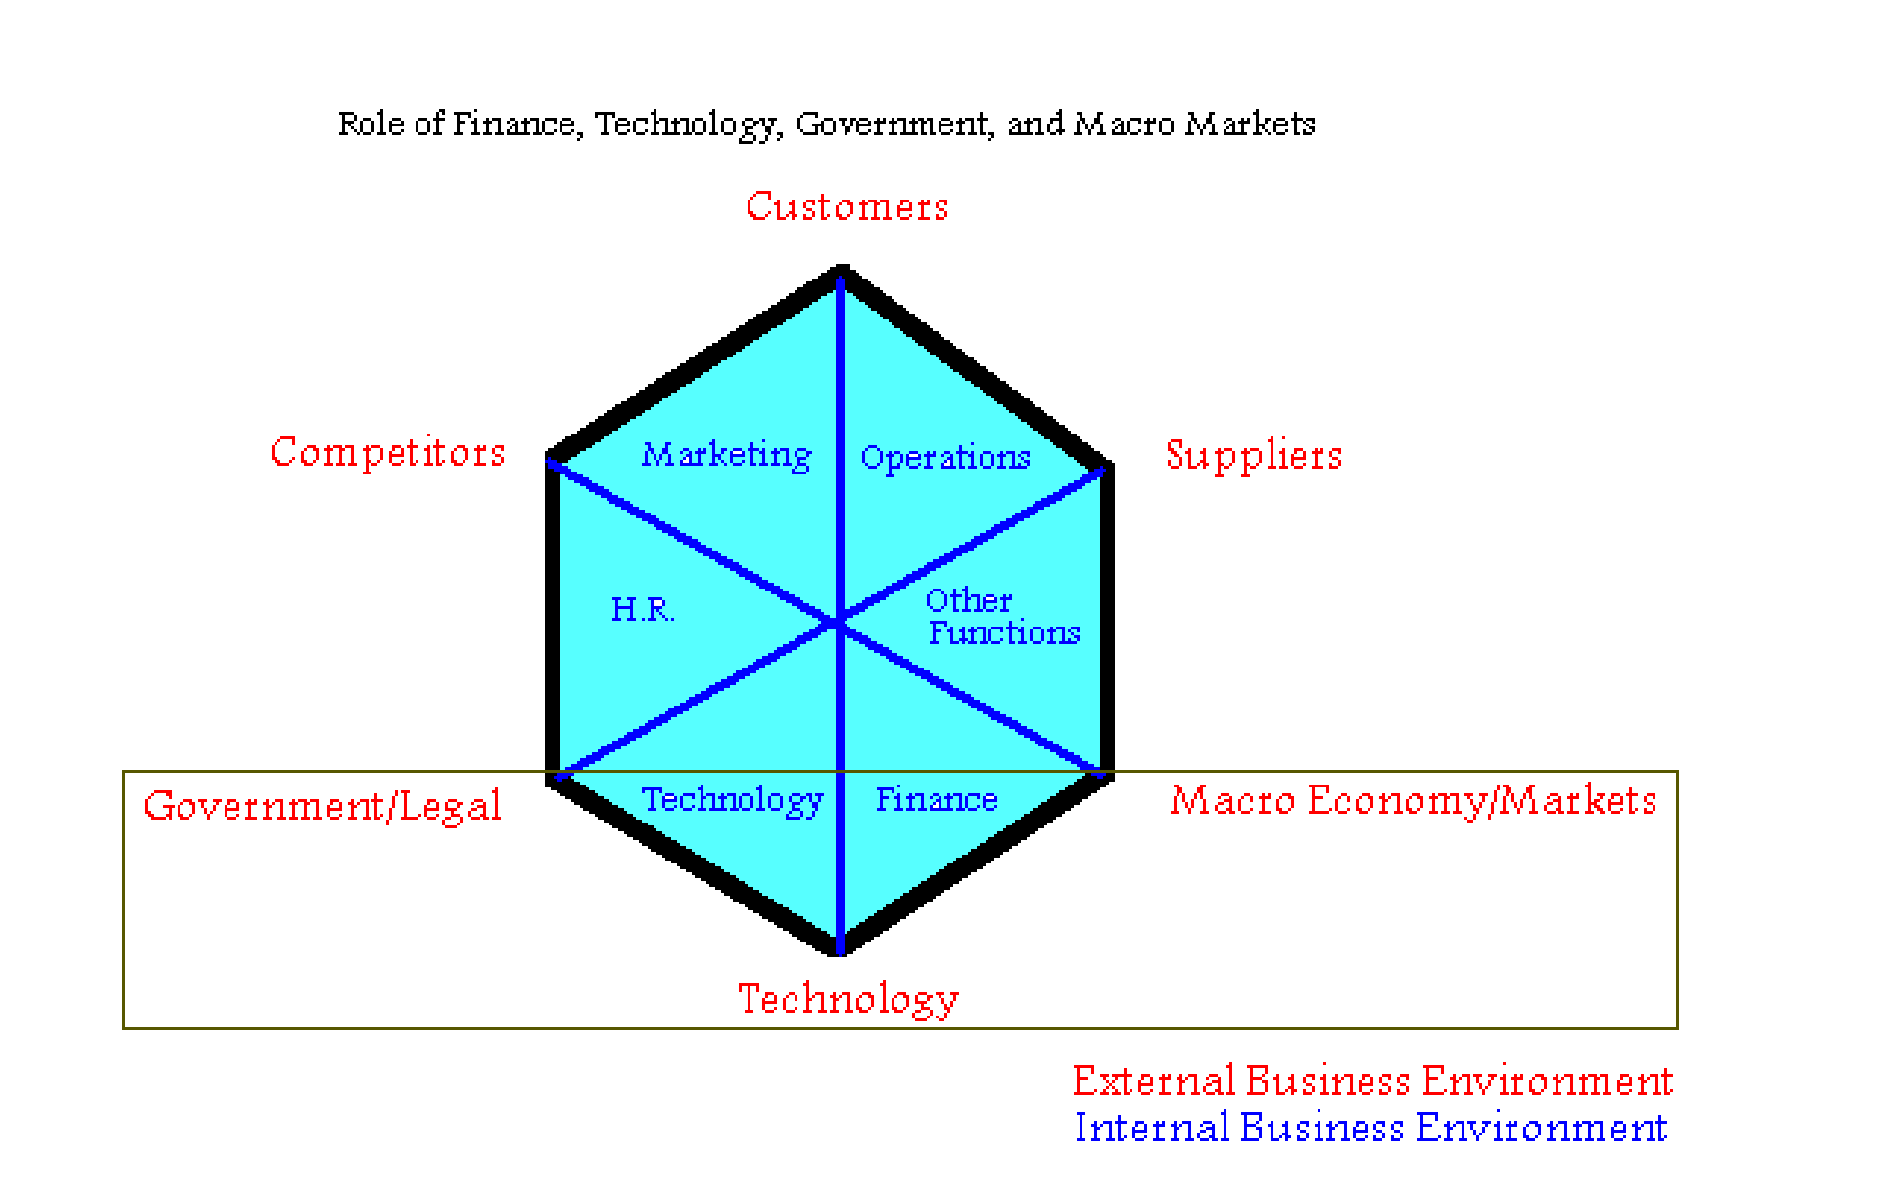 Role of Finance, Technology, Government, and Macro Markets
Customers
Competitors
Marketing
Operations
Suppliers
H.R.
Other
Functions
Government/Legal
Technology
Finance
Macro Economy/Markets
Technology
External Business Environment
Internal Business Environment